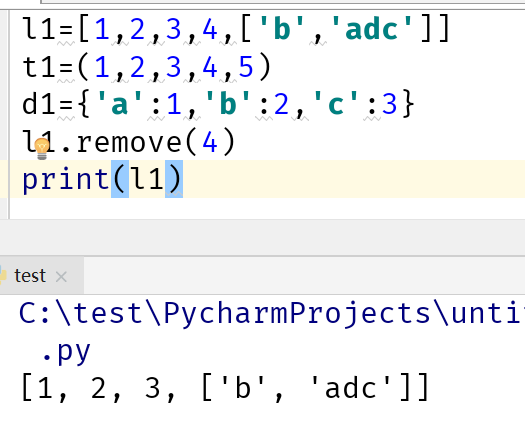 l1=[1,2,3,4,['b','adc']]
t1=(1,2,3,4,5)
d1={'a':1,'b':2,'c':3}
l1.remove(4)
print(l1)
test
C:\test\PycharmProjects\unti
.py
[1, 2, 3, ['b', 'adc']]